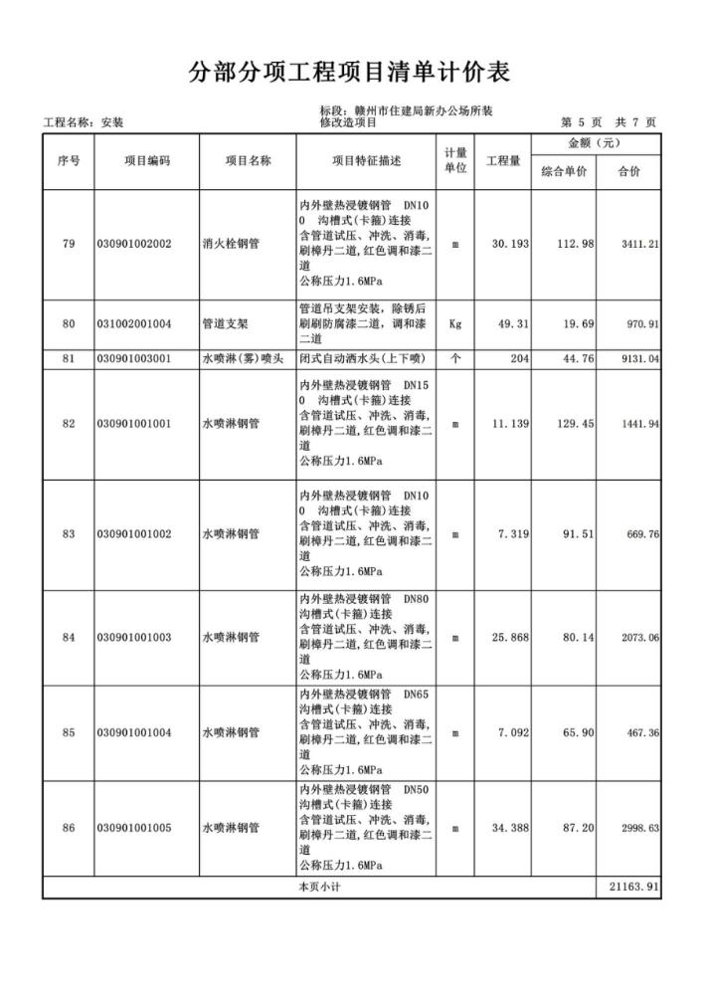 分部分项工程项目清单计价表
标段：赣州市住建局新办公场所装
工程名称：安装 修改造项目 第 5 页 共 7 页
序号 项目编码 项目名称 项目特征描述 计量 工程量 金额（元）
单位 综合单价 合价
内外壁热浸镀钢管 DN10
0 沟槽式(卡箍)连接
含管道试压、冲洗、消毒,
79 030901002002 消火栓钢管 刷樟丹二道,红色调和漆二 m 30.193 112.98 3411.21
道
公称压力1.6MPa
管道吊支架安装，除锈后
80 031002001004 管道支架 刷刷防腐漆二道，调和漆 Kg 49.31 19.69 970.91
二道
81 030901003001 水喷淋(雾)喷头 闭式自动洒水头(上下喷) 个 204 44.76 9131.04
内外壁热浸镀钢管 DN15
0 沟槽式(卡箍)连接
含管道试压、冲洗、消毒,
82 030901001001 水喷淋钢管 刷樟丹二道,红色调和漆二 m 11.139 129.45 1441.94
道
公称压力1.6MPa
内外壁热浸镀钢管 DN10
0 沟槽式(卡箍)连接
含管道试压、冲洗、消毒,
83 030901001002 水喷淋钢管 刷樟丹二道,红色调和漆二 m 7.319 91.51 669.76
道
公称压力1.6MPa
内外壁热浸镀钢管 DN80
沟槽式(卡箍)连接
含管道试压、冲洗、消毒,
84 030901001003 水喷淋钢管 刷樟丹二道,红色调和漆二 m 25.868 80.14 2073.06
道
公称压力1.6MPa
内外壁热浸镀钢管 DN65
沟槽式(卡箍)连接
含管道试压、冲洗、消毒,
85 030901001004 水喷淋钢管 刷樟丹二道,红色调和漆二 m 7.092 65.90 467.36
道
公称压力1.6MPa
内外壁热浸镀钢管 DN50
沟槽式(卡箍)连接
含管道试压、冲洗、消毒,
86 030901001005 水喷淋钢管 刷樟丹二道,红色调和漆二 m 34.388 87.20 2998.63
道
公称压力1.6MPa
本页小计 21163.91